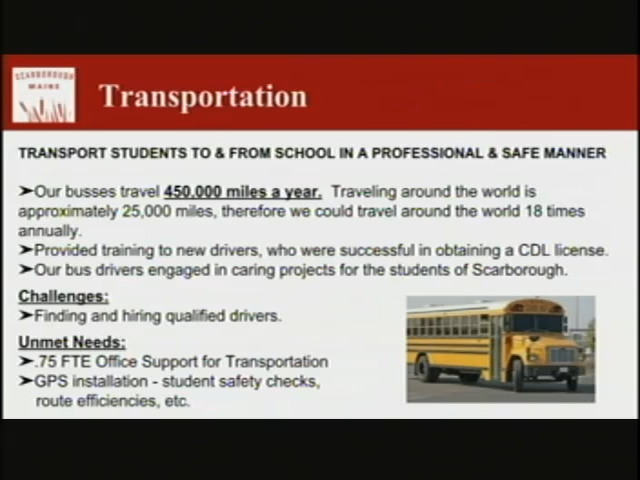 SCARBOROUGH
MAINE
Transportation
TRANSPORT STUDENTS TO & FROM SCHOOL IN A PROFESSIONAL & SAFE MANNER
➤Our busses travel 450,000 miles a year. Traveling around the world is
approximately 25,000 miles, therefore we could travel around the world 18 times
annually.
➤Provided training to new drivers, who were successful in obtaining a CDL license.
➤Our bus drivers engaged in caring projects for the students of Scarborough.
Challenges:
➤Finding and hiring qualified drivers.
Unmet Needs:
➤.75 FTE Office Support for Transportation
➤GPS installation - student safety checks,
route efficiencies, etc.